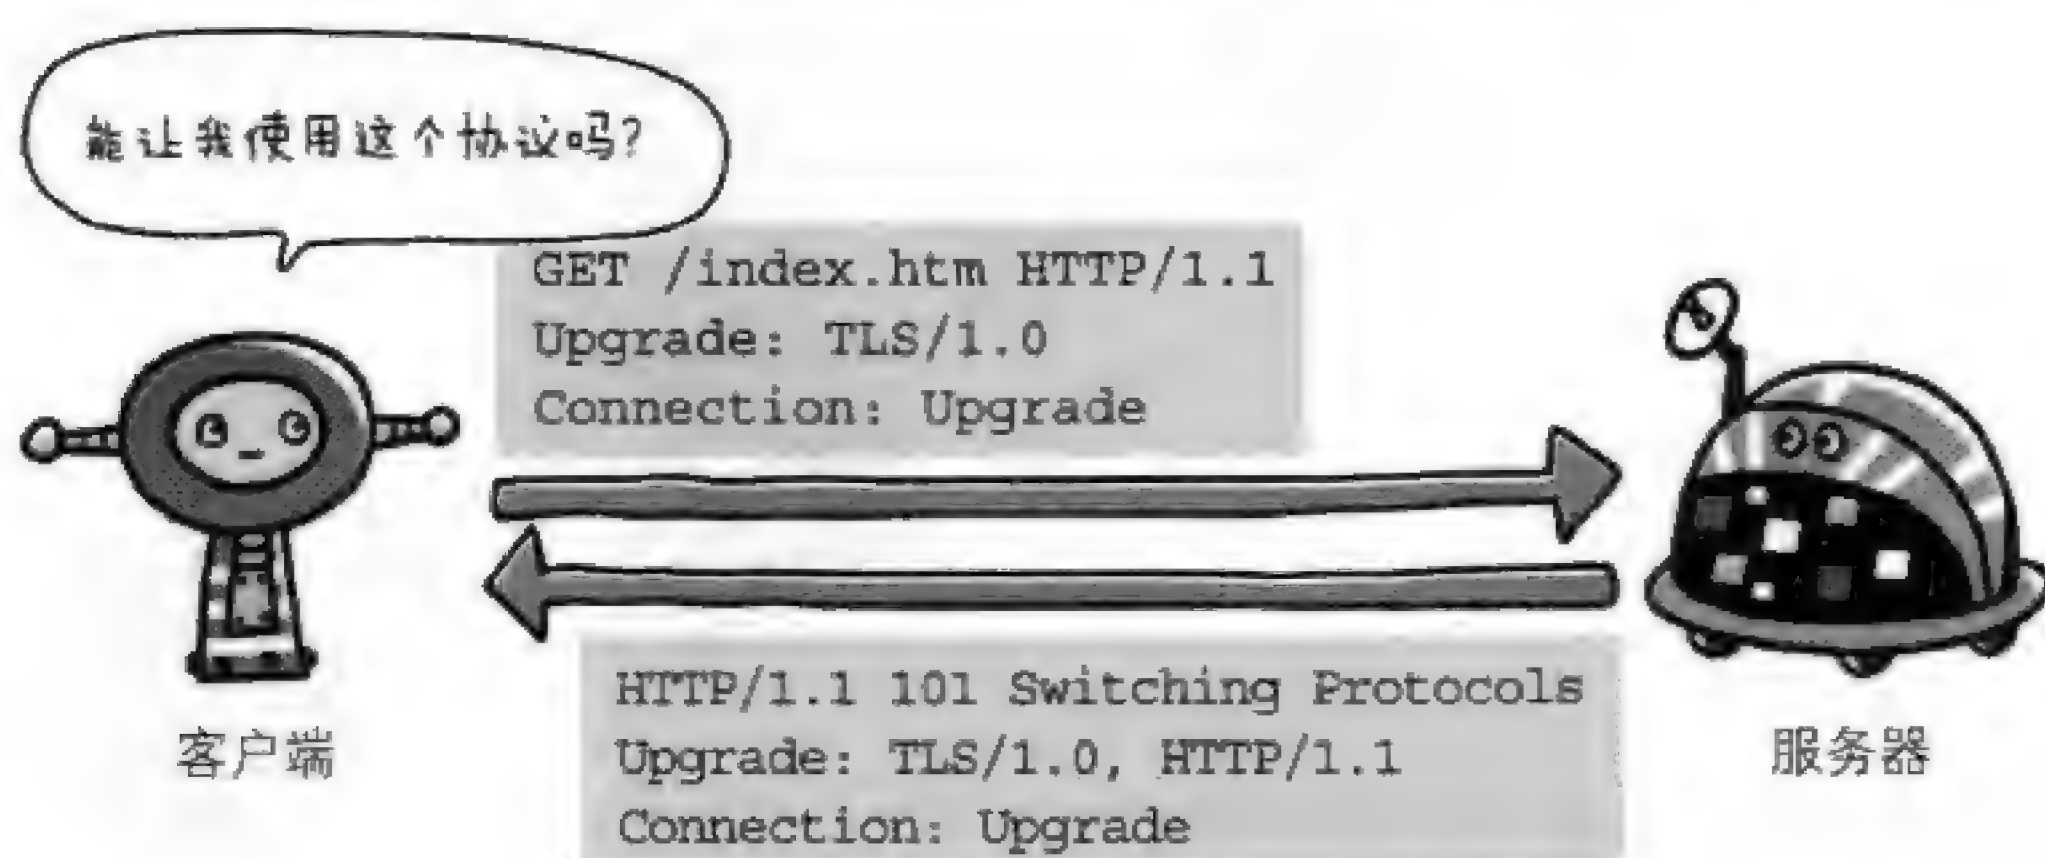 能让我使用这个协议吗?
GET /index.htm HTTP/1.1
Upgrade: TLS/1.0
Connection: Upgrade
HTTP/1.1 101 Switching Protocols
Upgrade: TLS/1.0, HTTP/1.1
Connection: Upgrade
客户端
服务器